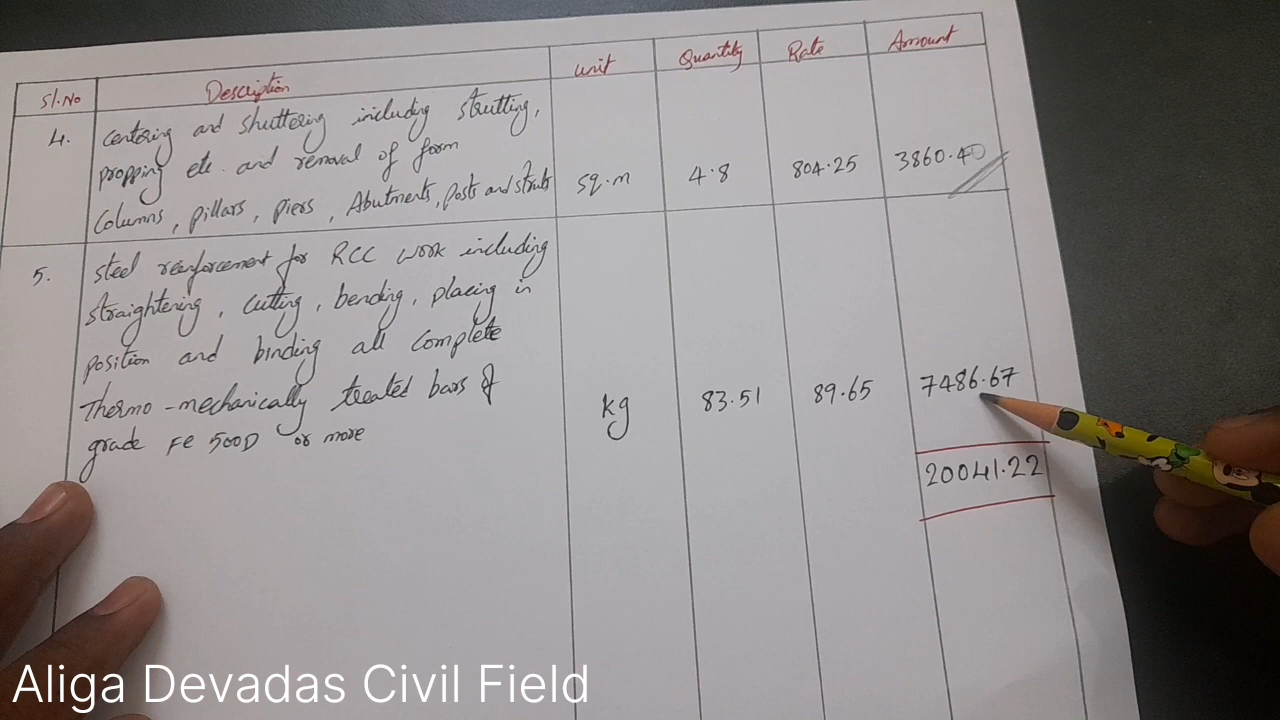 Sl.No Description Unit Quantity Rate Amount
4. centering and shuttering including strutting,
propping etc. and removal of form
Columns, pillars, piers, Abutments, posts and struts sq.m 4.8 804.25 3860.40
5. steel reinforcement for RCC work including
straightening, cutting, bending, placing in
position and binding all complete
Thermo-mechanically treated bars of kg 83.51 89.65 7486.67
grade Fe 500D or more
20041.22
Aliga Devadas Civil Field